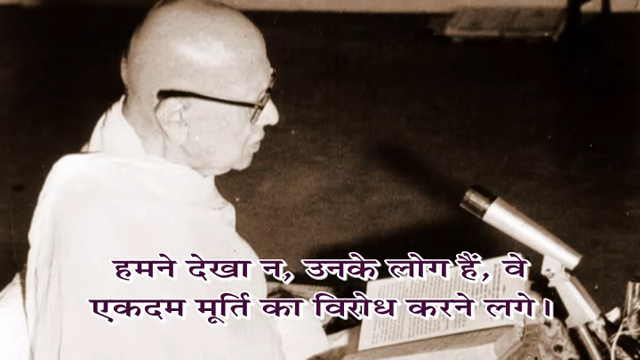 हमने देखा न, उनके लोग हैं, वे
एकदम मूर्ति का विरोध करने लगे।